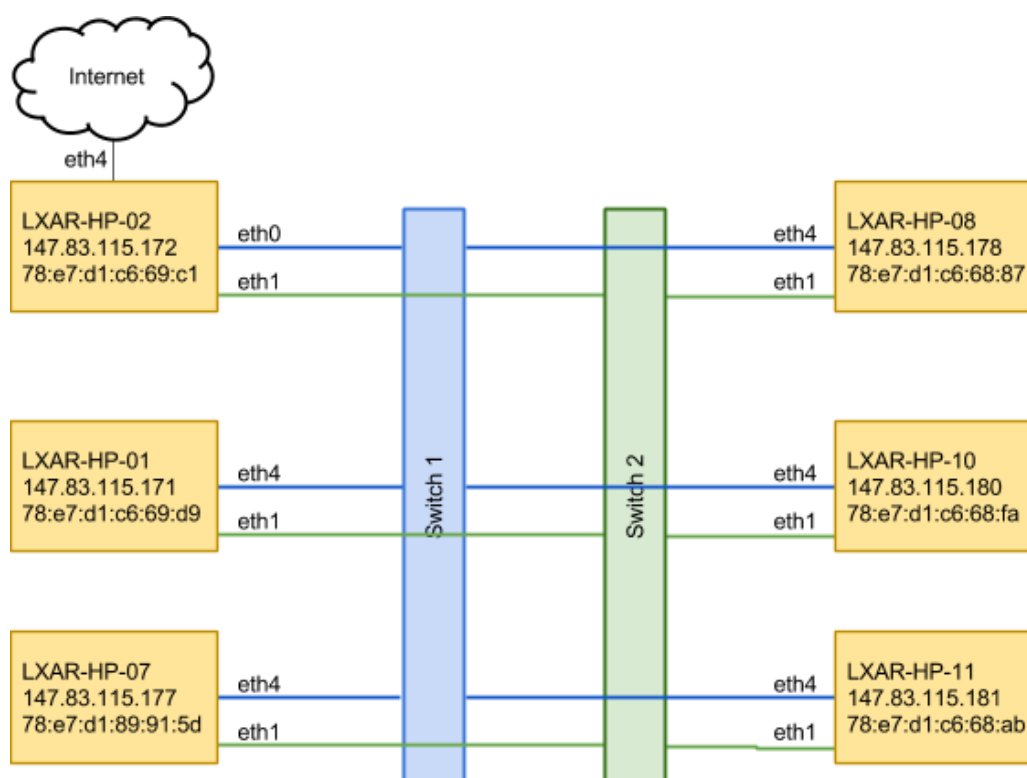 Internet
eth4
LXAR-HP-02
147.83.115.172
78:e7:d1:c6:69:c1
eth0
eth1
eth4
eth1
LXAR-HP-08
147.83.115.178
78:e7:d1:c6:68:87
LXAR-HP-01
147.83.115.171
78:e7:d1:c6:69:d9
eth4
eth1
Switch 1
Switch 2
eth4
eth1
LXAR-HP-10
147.83.115.180
78:e7:d1:c6:68:fa
LXAR-HP-07
147.83.115.177
78:e7:d1:89:91:5d
eth4
eth1
eth4
eth1
LXAR-HP-11
147.83.115.181
78:e7:d1:c6:68:ab